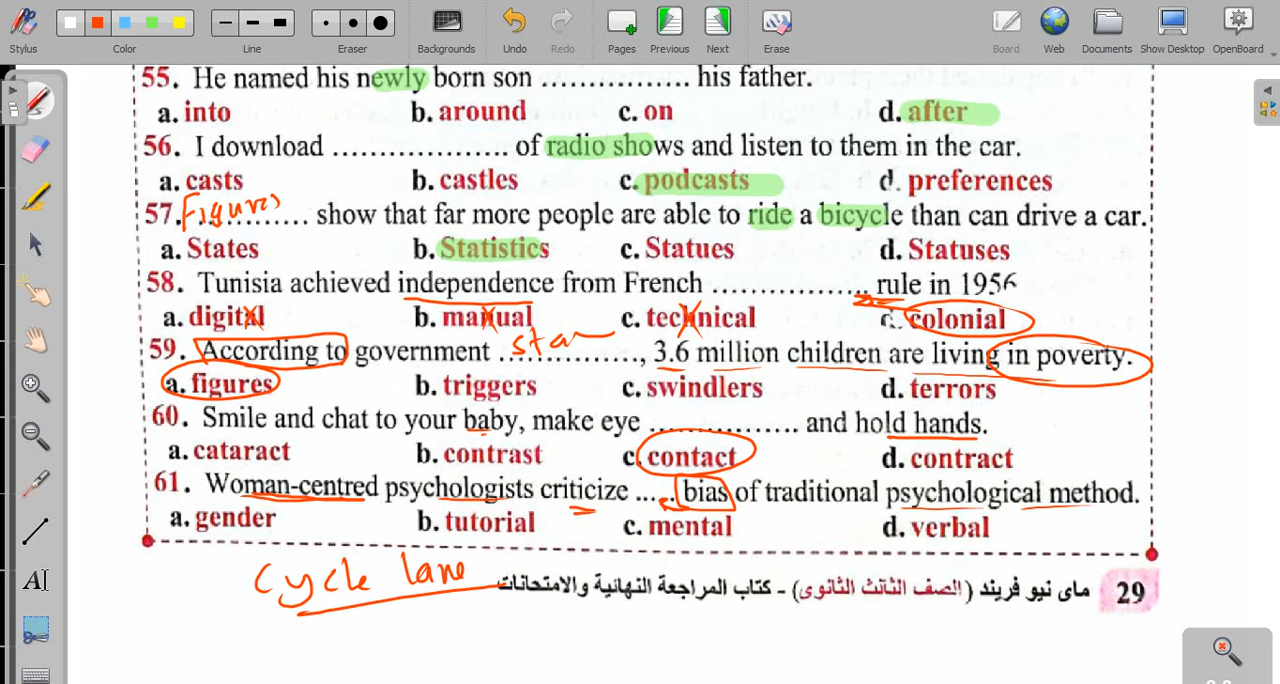 Stylus Color Line Eraser Backgrounds Undo Redo Pages Previous Next Erase Board Web Documents Show Desktop OpenBoard
55. He named his newly born son ................ his father.
a. into b. around c. on d. after
56. I download ................... of radio shows and listen to them in the car.
a. casts b. castles c. podcasts d. preferences
57. figures ............ show that far more people are able to ride a bicycle than can drive a car.
a. States b. Statistics c. Statues d. Statuses
58. Tunisia achieved independence from French .................. rule in 1956
a. digital b. manual c. technical d. colonial
59. According to government ................, 3.6 million children are living in poverty.
a. figures b. triggers c. swindlers d. terrors
60. Smile and chat to your baby, make eye ................ and hold hands.
a. cataract b. contrast c. contact d. contract
61. Woman-centred psychologists criticize ...... bias of traditional psychological method.
a. gender b. tutorial c. mental d. verbal
cycle lane
29 ماى نيو فريند (الصف الثالث الثانوى) - كتاب المراجعة النهائية والامتحانات